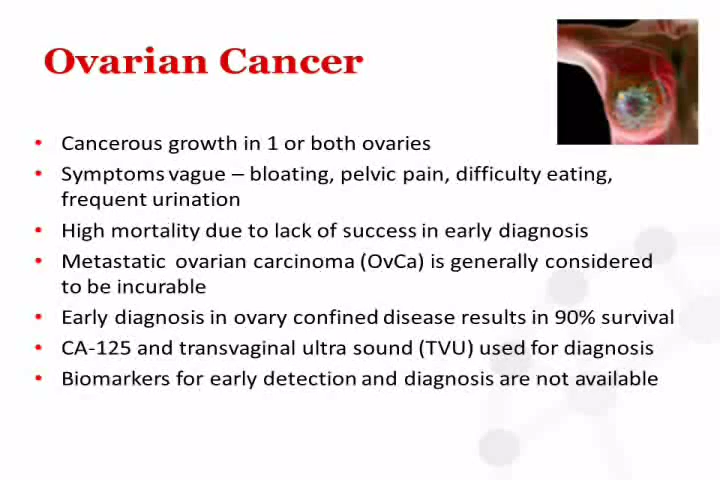 Ovarian Cancer
• Cancerous growth in 1 or both ovaries
• Symptoms vague – bloating, pelvic pain, difficulty eating,
frequent urination
• High mortality due to lack of success in early diagnosis
• Metastatic ovarian carcinoma (OvCa) is generally considered
to be incurable
• Early diagnosis in ovary confined disease results in 90% survival
• CA-125 and transvaginal ultra sound (TVU) used for diagnosis
• Biomarkers for early detection and diagnosis are not available